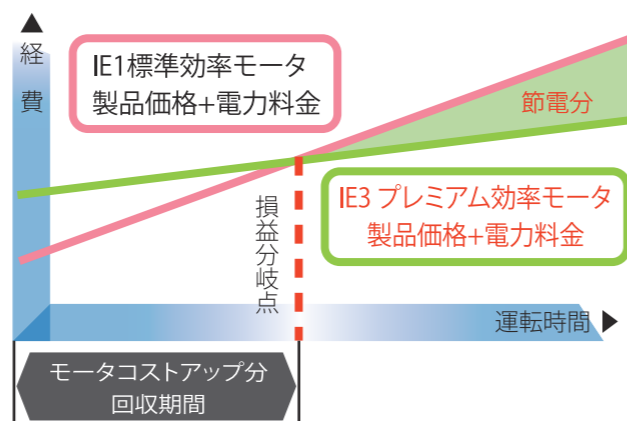 ▲
経
費
IE1標準効率モータ
製品価格+電力料金
節電分
IE3 プレミアム効率モータ
製品価格+電力料金
損益分岐点
運転時間 ▶
モータコストアップ分
回収期間